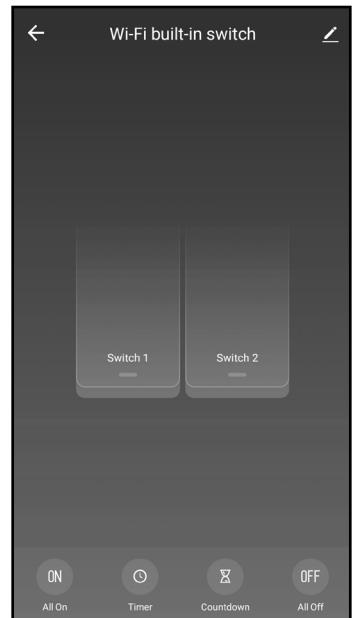 Wi-Fi built-in switch
Switch 1 Switch 2
ON OFF
All On Timer Countdown All Off